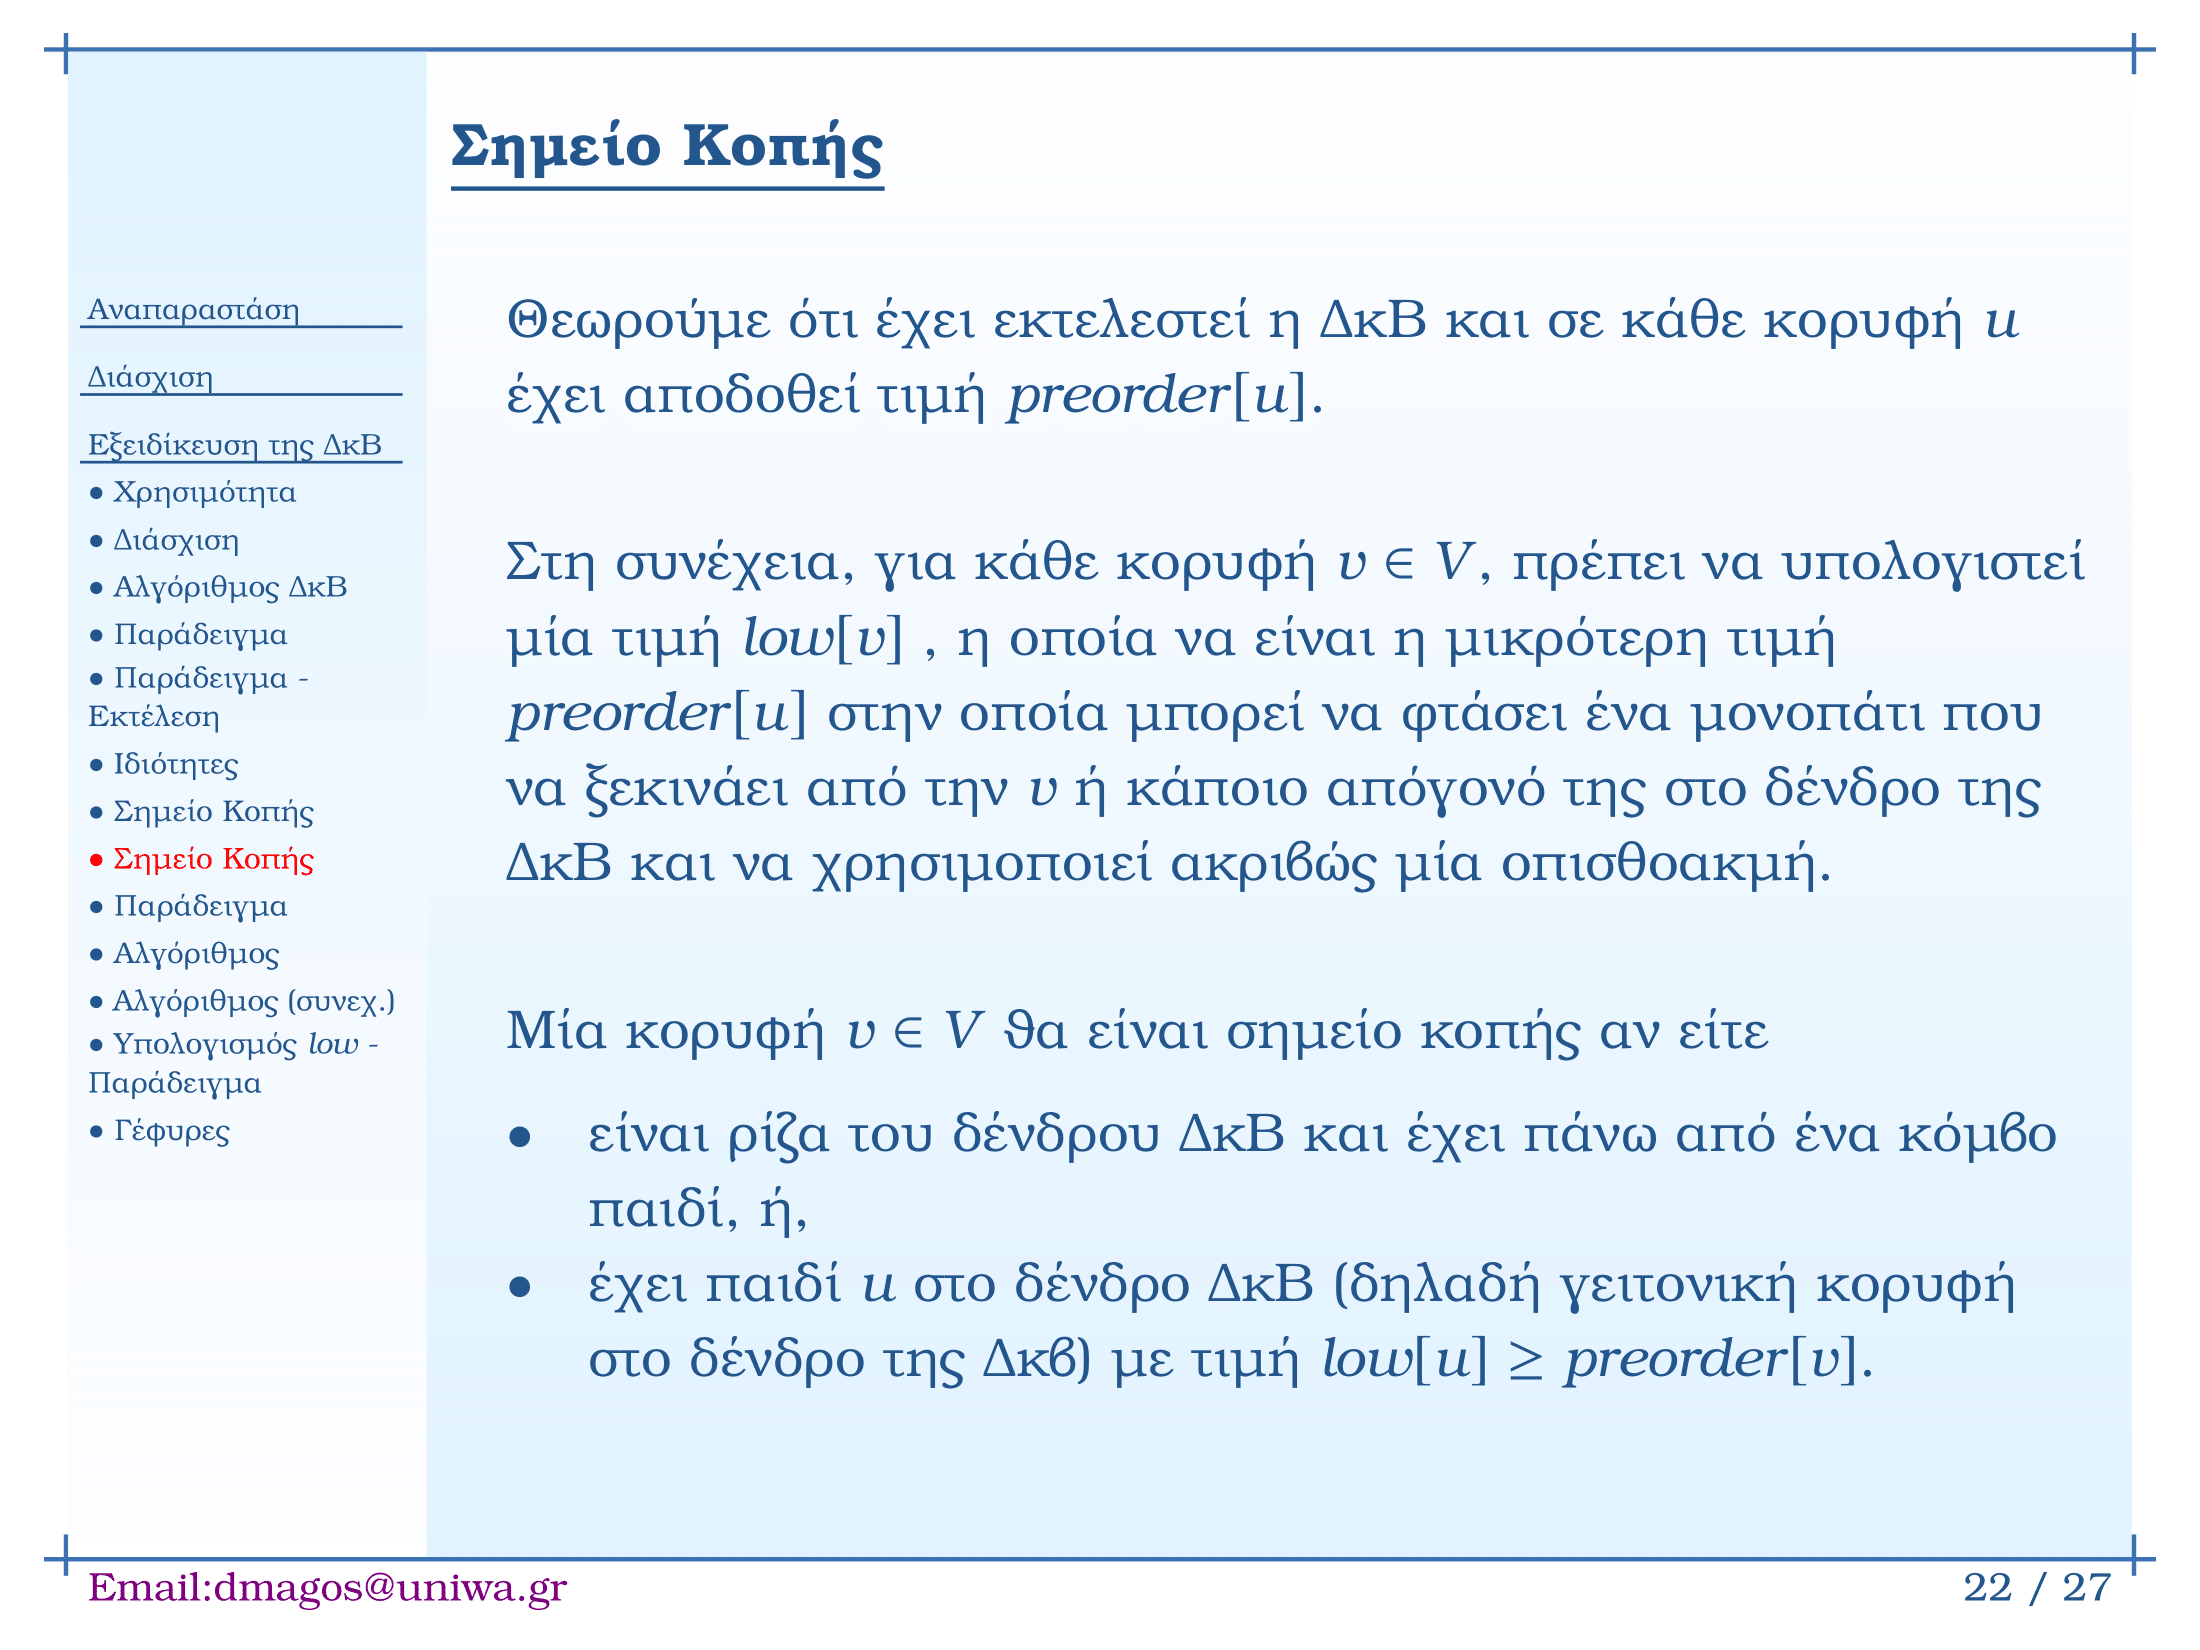 Σημείο Κοπής
Αναπαράσταση
Διάσχιση
Εξειδίκευση της ΔκΒ
● Χρησιμότητα
● Διάσχιση
● Αλγόριθμος ΔκΒ
● Παράδειγμα
● Παράδειγμα -
Εκτέλεση
● Ιδιότητες
● Σημείο Κοπής
● Σημείο Κοπής
● Παράδειγμα
● Αλγόριθμος
● Αλγόριθμος (συνεχ.)
● Υπολογισμός low -
Παράδειγμα
● Γέφυρες
Θεωρούμε ότι έχει εκτελεστεί η ΔκΒ και σε κάθε κορυφή u
έχει αποδοθεί τιμή preorder[u].
Στη συνέχεια, για κάθε κορυφή v ∈ V, πρέπει να υπολογιστεί
μία τιμή low[v] , η οποία να είναι η μικρότερη τιμή
preorder[u] στην οποία μπορεί να φτάσει ένα μονοπάτι που
να ξεκινάει από την v ή κάποιο απόγονό της στο δένδρο της
ΔκΒ και να χρησιμοποιεί ακριβώς μία οπισθοακμή.
Μία κορυφή v ∈ V θα είναι σημείο κοπής αν είτε
● είναι ρίζα του δένδρου ΔκΒ και έχει πάνω από ένα κόμβο
παιδί, ή,
● έχει παιδί u στο δένδρο ΔκΒ (δηλαδή γειτονική κορυφή
στο δένδρο της Δκβ) με τιμή low[u] ≥ preorder[v].
Email:dmagos@uniwa.gr
22 / 27